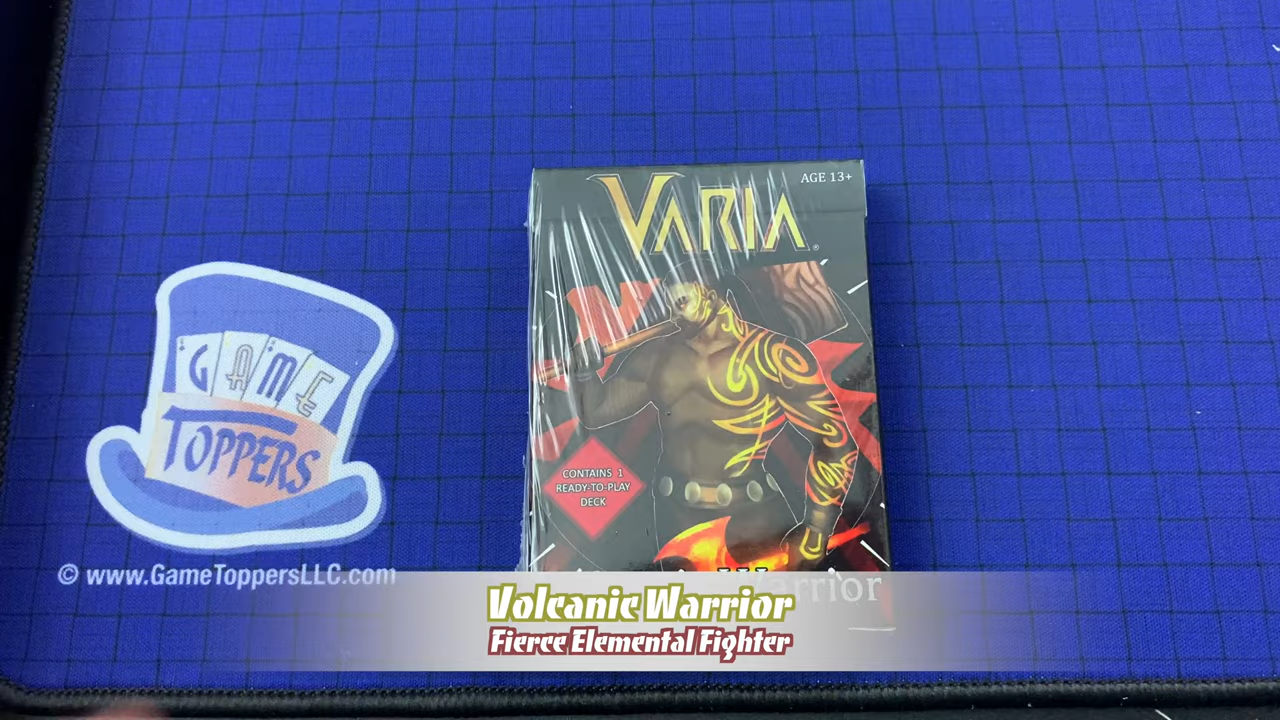 AGE 13+
VARIA®
GAME
TOPPERS
CONTAINS 1
READY-TO-PLAY
DECK
© www.GameToppersLLC.com
Warrior
Volcanic Warrior
Fierce Elemental Fighter